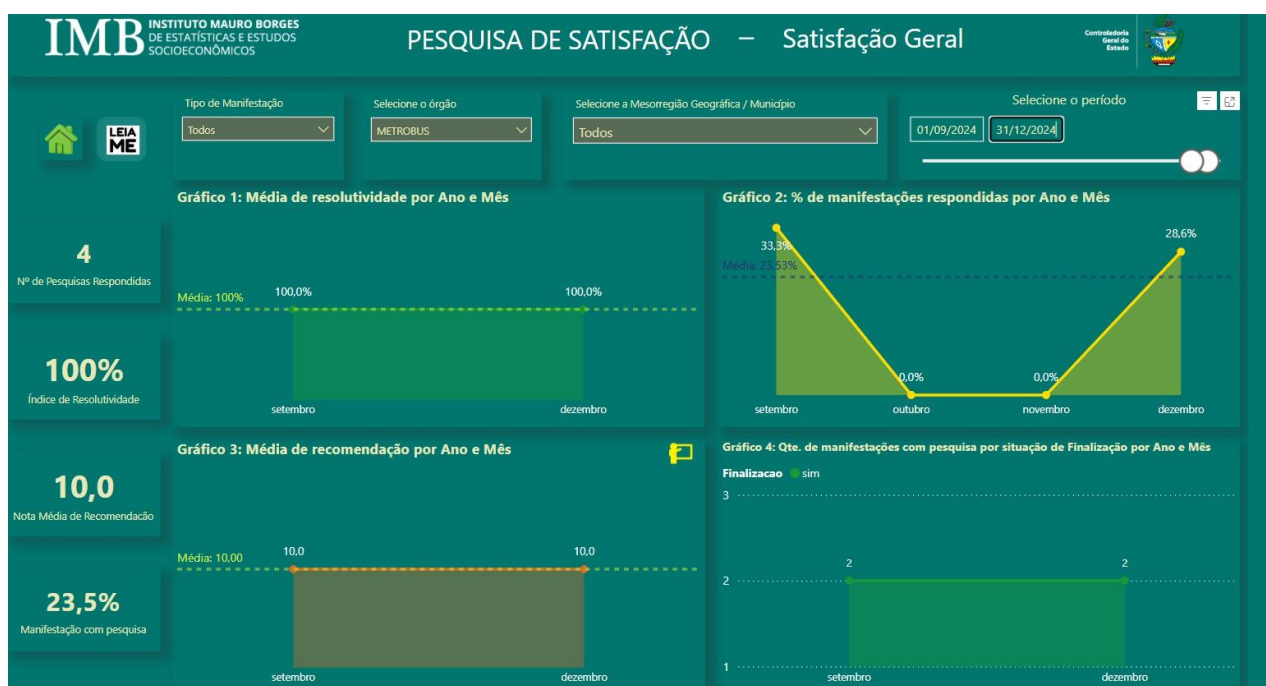 IMB INSTITUTO MAURO BORGES
DE ESTATÍSTICAS E ESTUDOS
SOCIOECONÔMICOS
PESQUISA DE SATISFAÇÃO – Satisfação Geral
Controladoria
Geral do
Estado
LEIA
ME
Tipo de Manifestação
Todos
Selecione o órgão
METROBUS
Selecione a Mesorregião Geográfica / Município
Todos
Selecione o período
01/09/2024 31/12/2024
4
Nº de Pesquisas Respondidas
100%
Índice de Resolutividade
10,0
Nota Média de Recomendacão
23,5%
Manifestação com pesquisa
Gráfico 1: Média de resolutividade por Ano e Mês
Média: 100%
100,0% 100,0%
setembro dezembro
Gráfico 2: % de manifestações respondidas por Ano e Mês
33,3%
Média: 23,53%
0,0% 0,0%
28,6%
setembro outubro novembro dezembro
Gráfico 3: Média de recomendação por Ano e Mês
Média: 10,00
10,0 10,0
setembro dezembro
Gráfico 4: Qte. de manifestações com pesquisa por situação de Finalização por Ano e Mês
Finalizacao sim
3
2 2
2
1
setembro dezembro